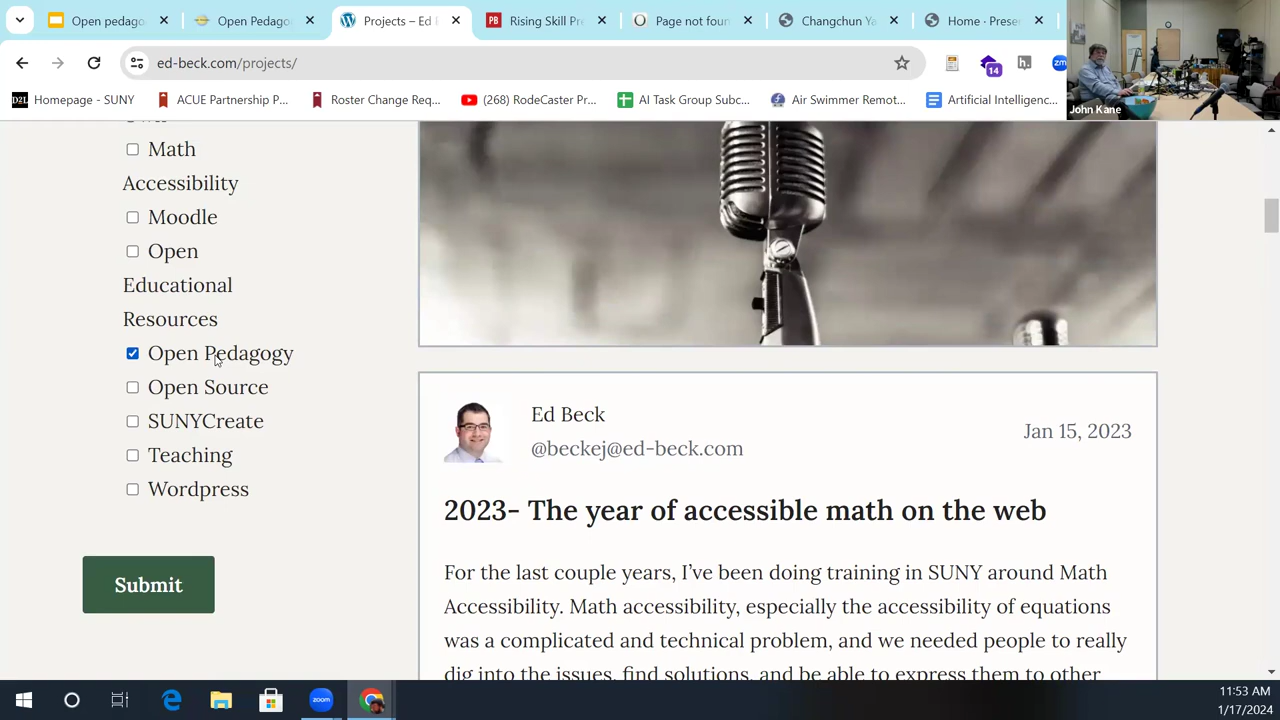 Open pedago
Open Pedago
Projects – Ed
Rising Skill Pre
Page not foun
Changchun Ya
Home - Presen
ed-beck.com/projects/
14
zm
D2L Homepage - SUNY
ACUE Partnership P...
Roster Change Req...
(268) RodeCaster Pr...
AI Task Group Subc...
Air Swimmer Remot...
Artificial Intelligenc...
John Kane
Math
Accessibility
Moodle
Open
Educational
Resources
Open Pedagogy
Open Source
SUNYCreate
Teaching
Wordpress
Submit
Ed Beck
@beckej@ed-beck.com
Jan 15, 2023
2023- The year of accessible math on the web
For the last couple years, I've been doing training in SUNY around Math
Accessibility. Math accessibility, especially the accessibility of equations
was a complicated and technical problem, and we needed people to really
dig into the issues, find solutions, and be able to express them to other
zoom
11:53 AM
1/17/2024